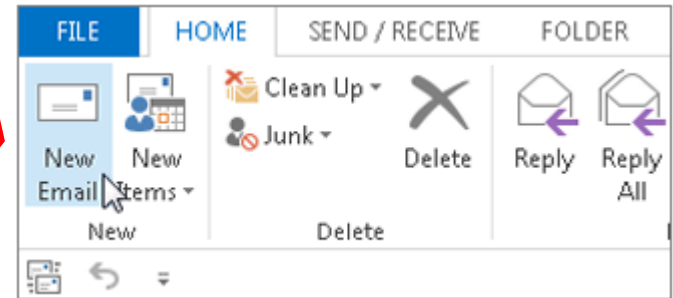 FILE HOME SEND / RECEIVE FOLDER
New Email
New Items
Clean Up
Junk
Delete
Reply
Reply All
New Delete